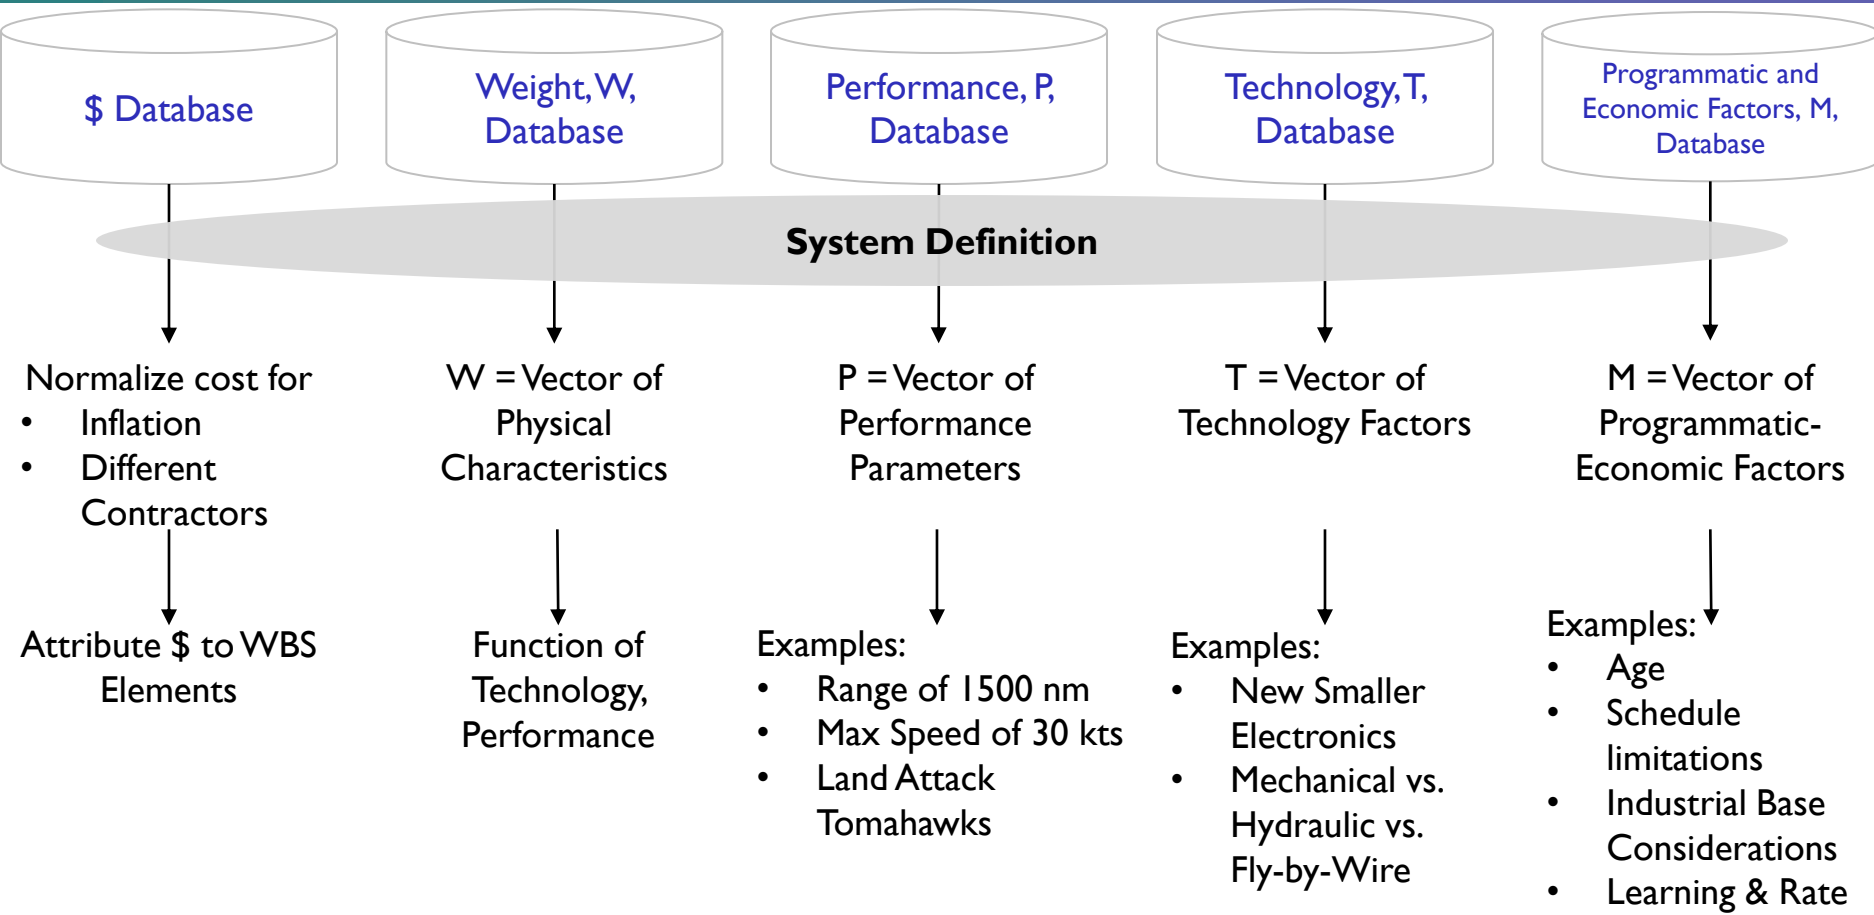 $ Database
Weight, W,
Database
Performance, P,
Database
Technology, T,
Database
Programmatic and
Economic Factors, M,
Database
System Definition
Normalize cost for
• Inflation
• Different
Contractors
W = Vector of
Physical
Characteristics
P = Vector of
Performance
Parameters
T = Vector of
Technology Factors
M = Vector of
Programmatic-
Economic Factors
Attribute $ to WBS
Elements
Function of
Technology,
Performance
Examples:
• Range of 1500 nm
• Max Speed of 30 kts
• Land Attack
Tomahawks
Examples:
• New Smaller
Electronics
• Mechanical vs.
Hydraulic vs.
Fly-by-Wire
Examples:
• Age
• Schedule
limitations
• Industrial Base
Considerations
• Learning & Rate